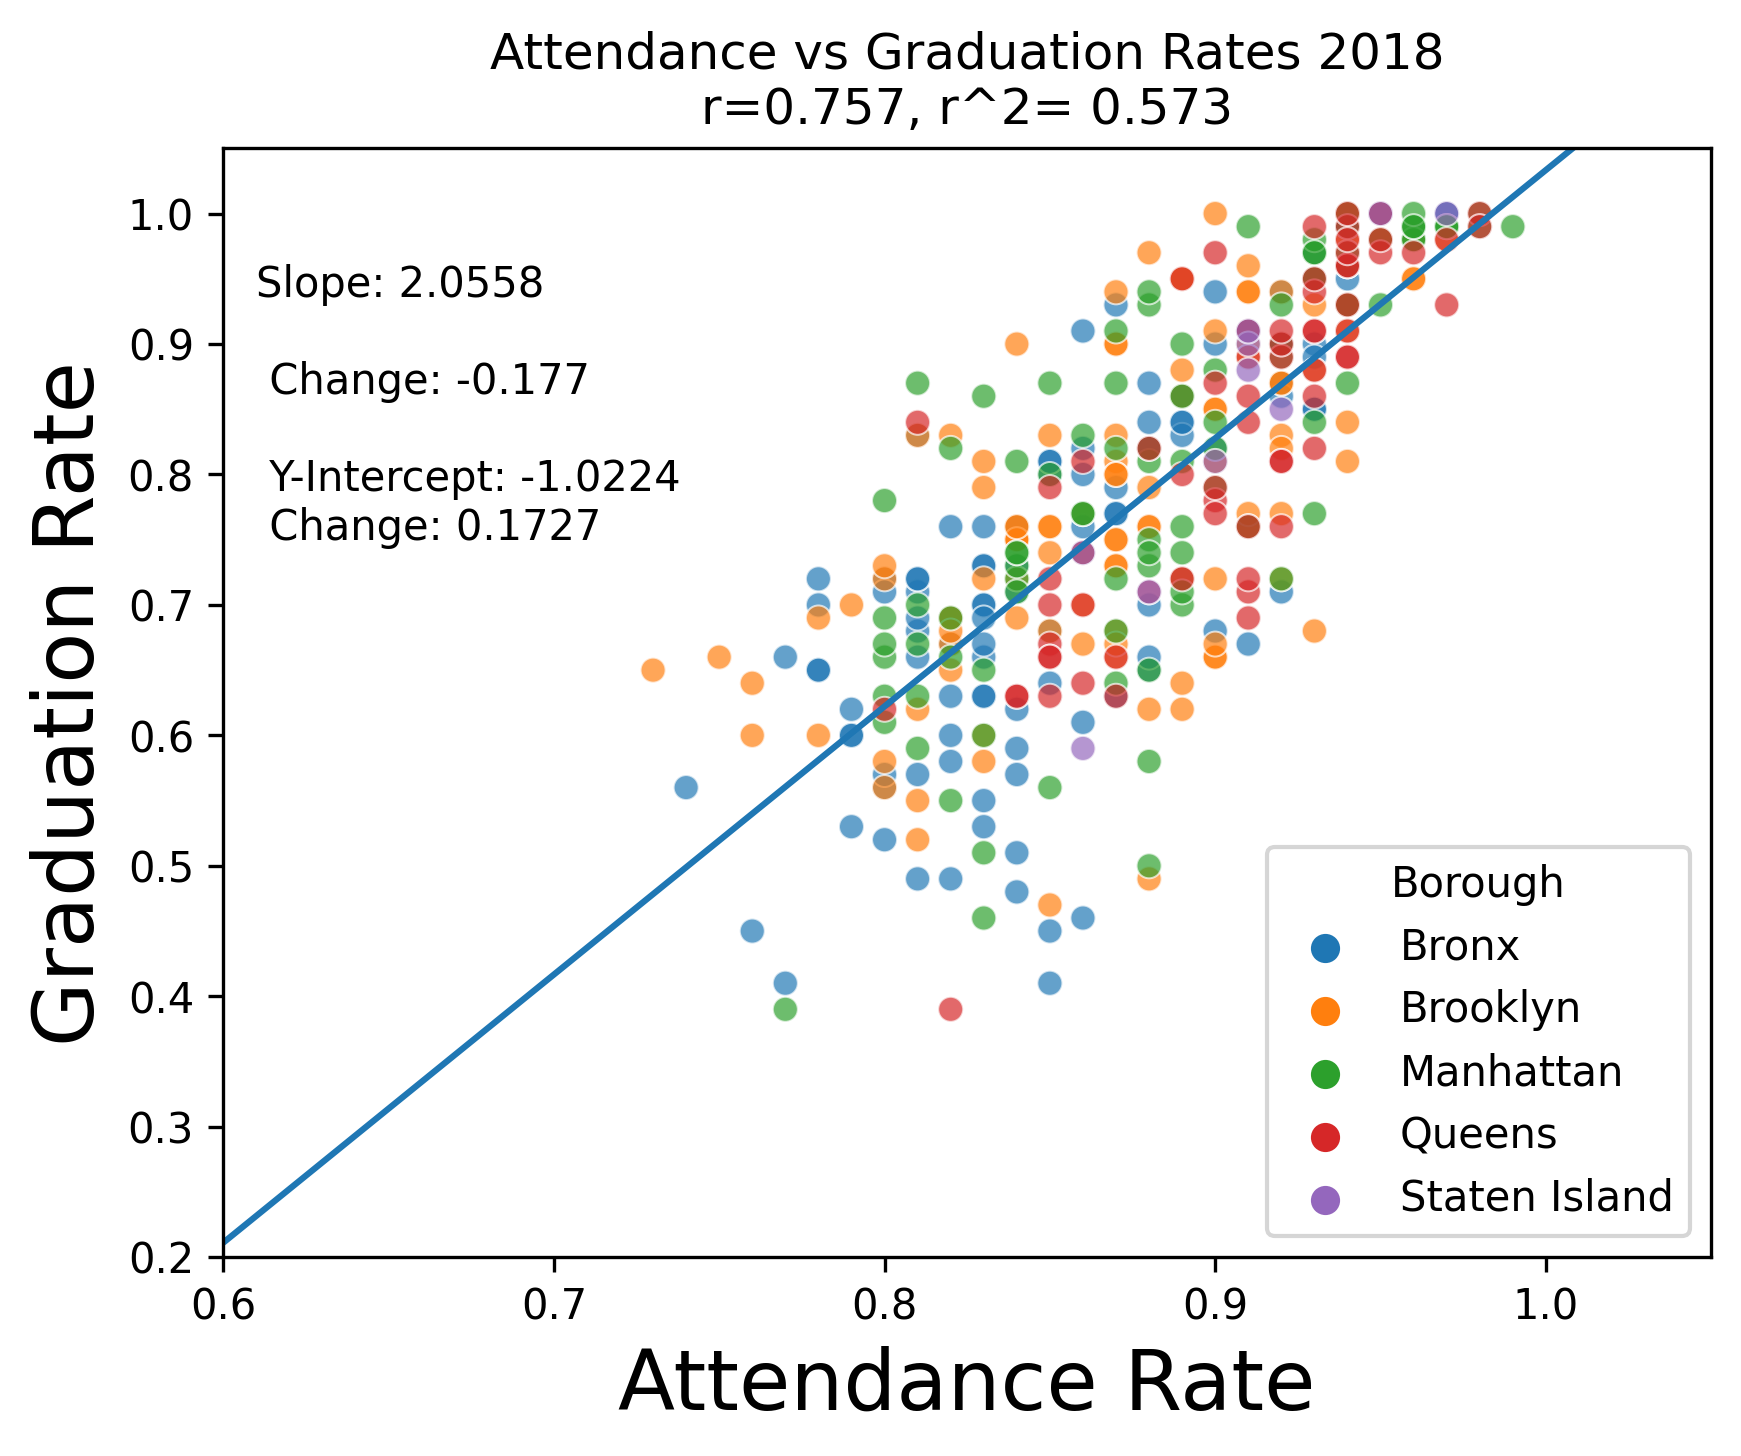 Attendance vs Graduation Rates 2018
r=0.757, r^2= 0.573
Slope: 2.0558
Change: -0.177
Y-Intercept: -1.0224
Change: 0.1727
Graduation Rate
1.0
0.9
0.8
0.7
0.6
0.5
0.4
0.3
0.2
0.6
0.7
0.8
0.9
1.0
Attendance Rate
Borough
Bronx
Brooklyn
Manhattan
Queens
Staten Island